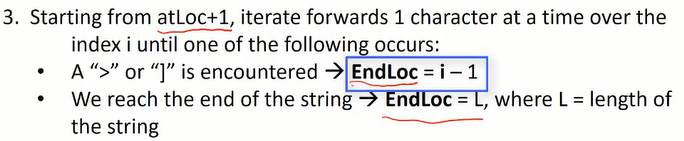 3. Starting from atLoc+1, iterate forwards 1 character at a time over the
index i until one of the following occurs:
• A “>” or “]” is encountered → EndLoc = i – 1
• We reach the end of the string → EndLoc = L, where L = length of
the string